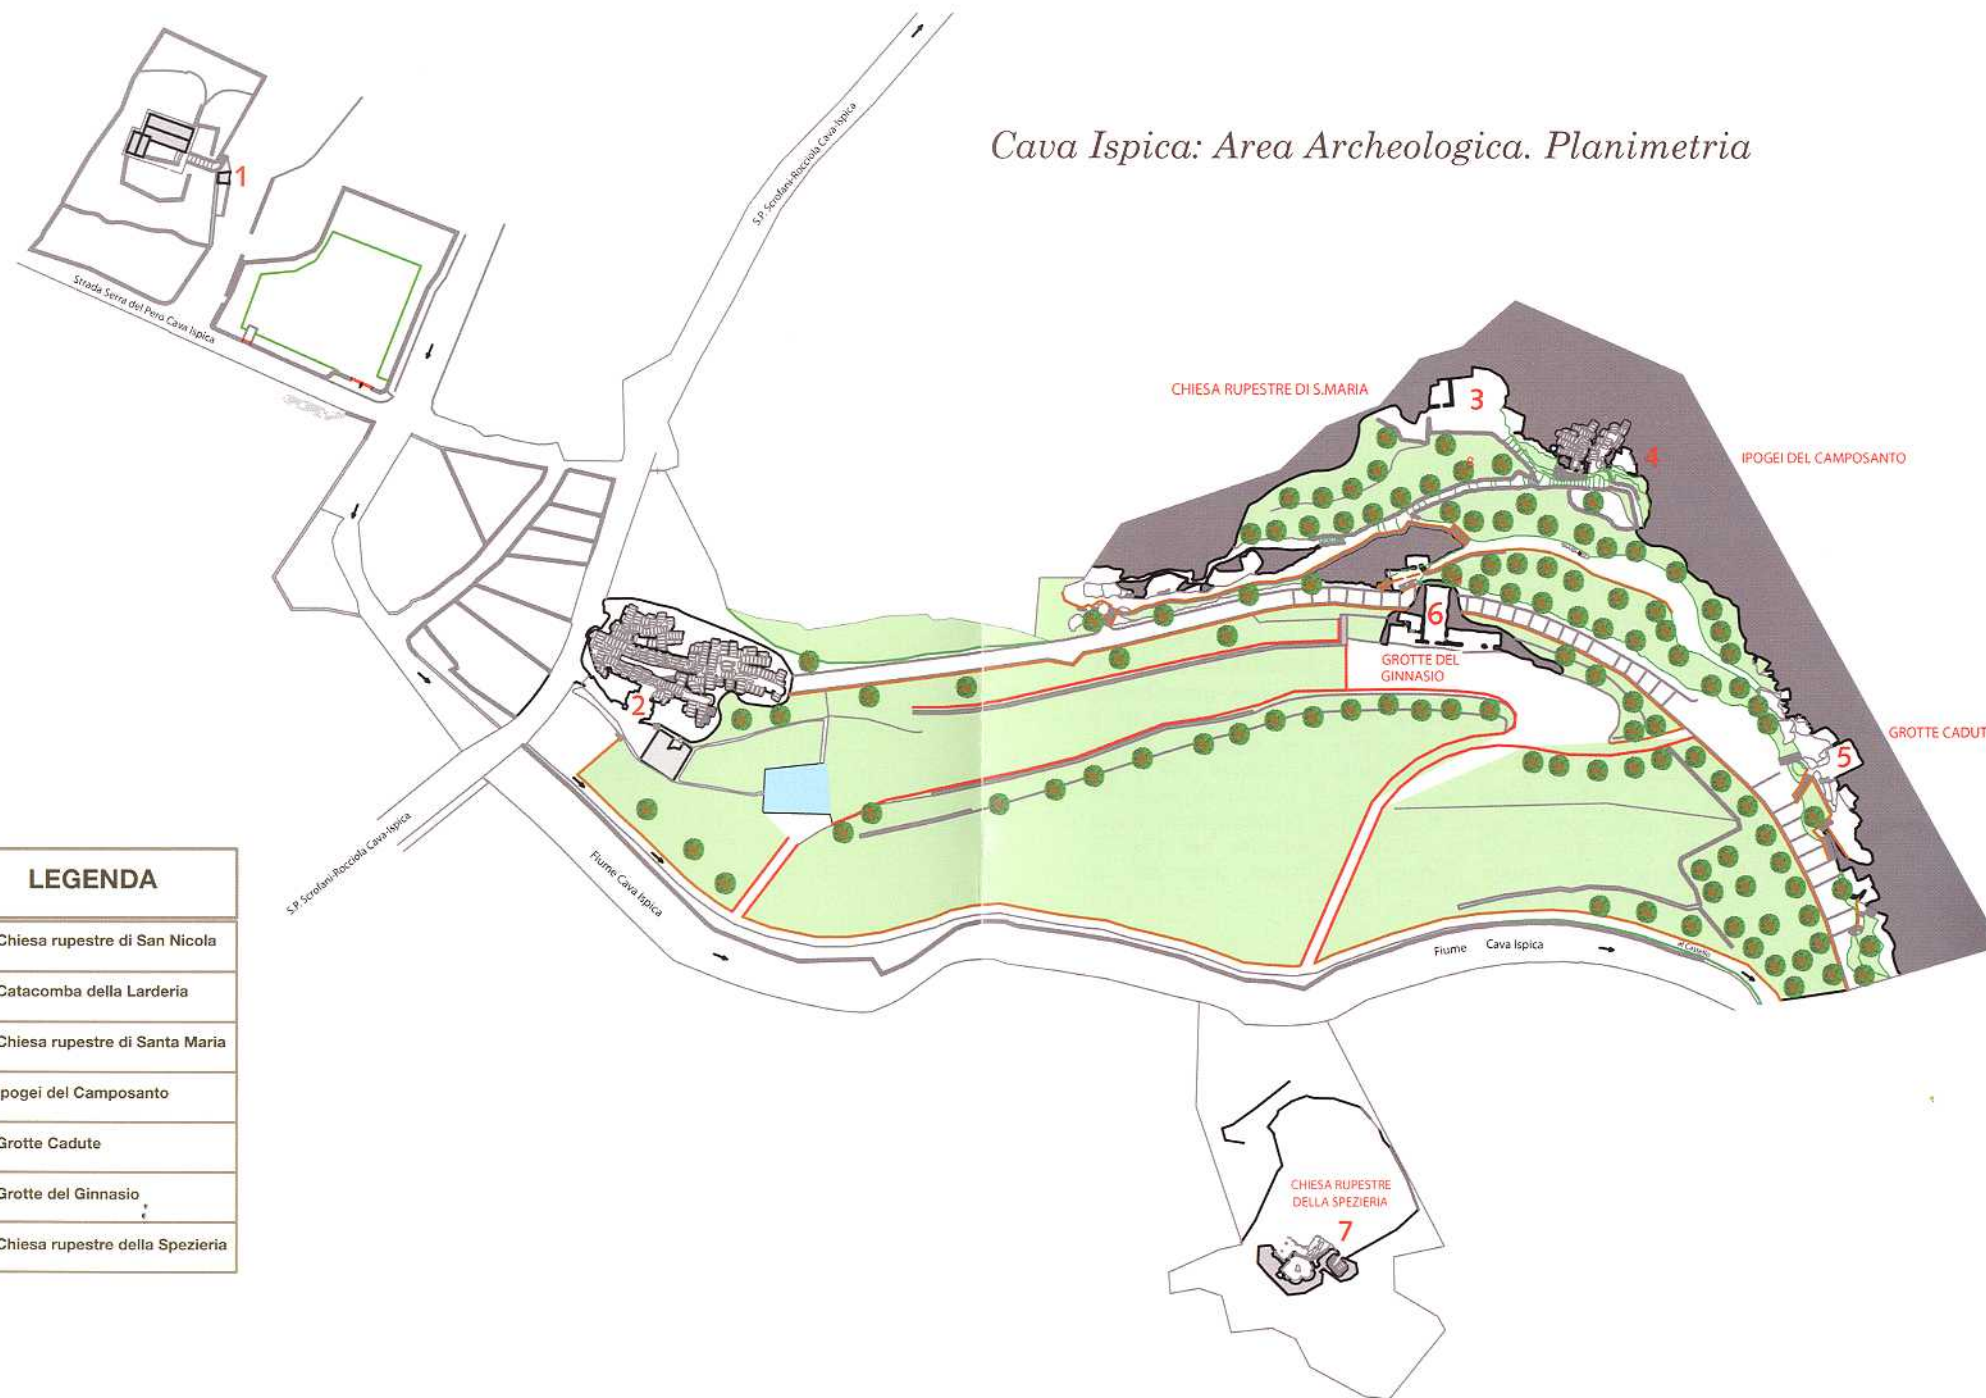 Cava Ispica: Area Archeologica. Planimetria
1
Strada Serra del Pero Cava Ispica
S.P. Scrofani-Rocciola Cava-Ispica
CHIESA RUPESTRE DI S.MARIA
3
4
IPOGEI DEL CAMPOSANTO
6
GROTTE DEL
GINNASIO
2
5
GROTTE CADUT
S.P. Scrofani-Rocciola Cava-Ispica
Fiume Cava Ispica
Fiume Cava Ispica
al Castello
CHIESA RUPESTRE
DELLA SPEZIERIA
7
LEGENDA
Chiesa rupestre di San Nicola
Catacomba della Larderia
Chiesa rupestre di Santa Maria
pogei del Camposanto
Grotte Cadute
Grotte del Ginnasio
Chiesa rupestre della Spezieria